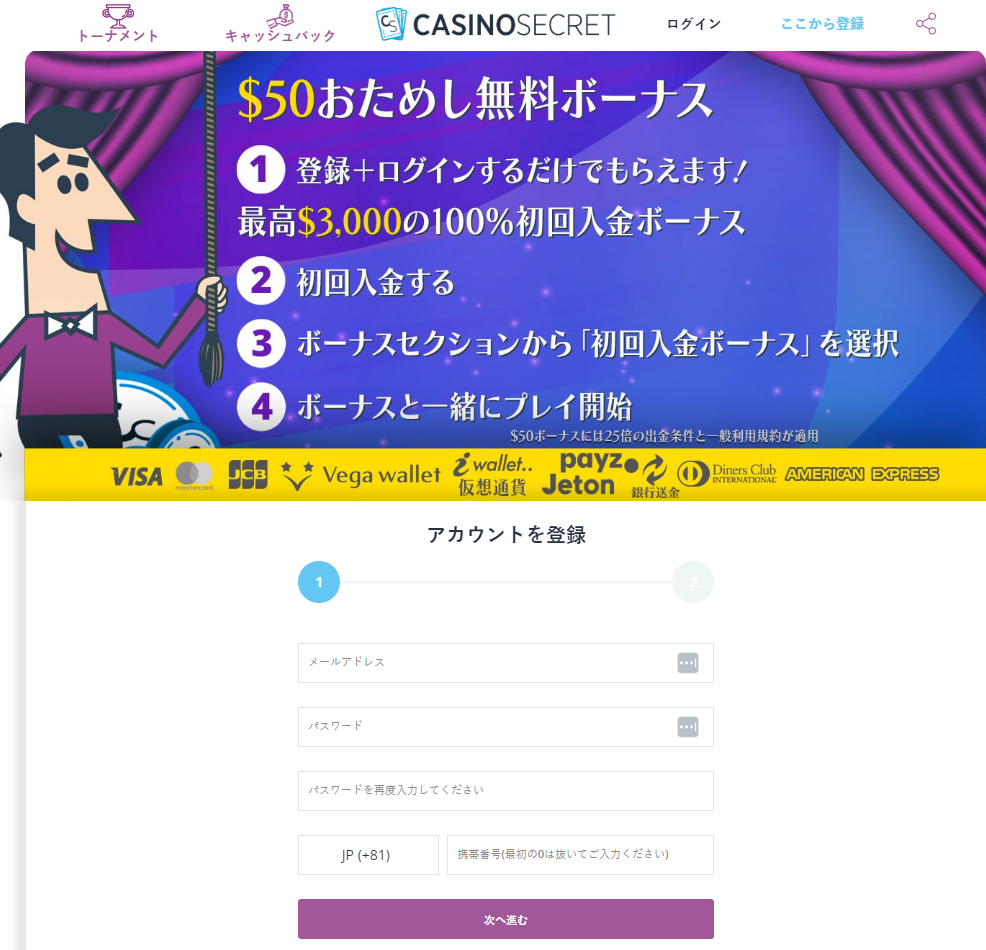 トーナメント
キャッシュバック
CS CASINOSECRET
ログイン
ここから登録
$50おためし無料ボーナス
1 登録+ログインするだけでもらえます!
最高$3,000の100%初回入金ボーナス
2 初回入金する
3 ボーナスセクションから「初回入金ボーナス」を選択
4 ボーナスと一緒にプレイ開始
$50ボーナスには25倍の出金条件と一般利用規約が適用
VISA
mastercard
JCB
Vega wallet
iwallet..
仮想通貨
payz
Jeton
銀行送金
Diners Club
INTERNATIONAL
AMERICAN EXPRESS
アカウントを登録
1
2
メールアドレス
パスワード
パスワードを再度入力してください
JP (+81)
携帯番号(最初の0は抜いてご入力ください)
次へ進む